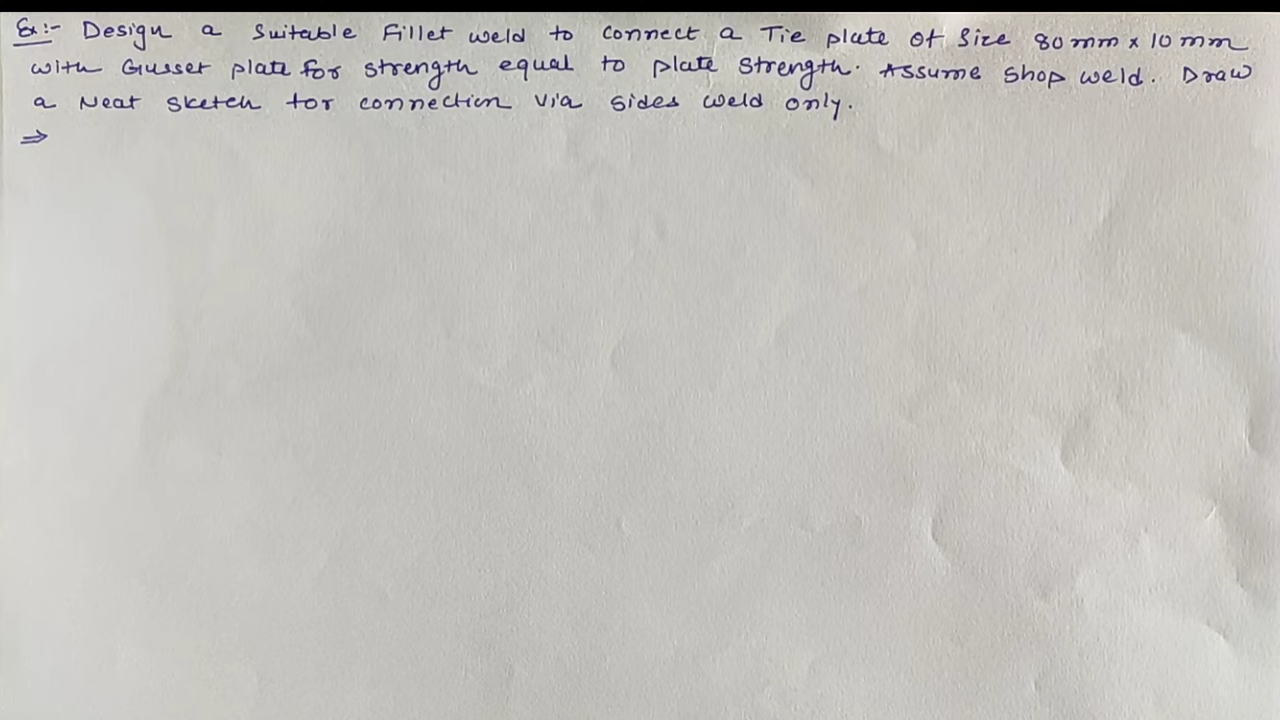 Ex:- Design a Suitable Fillet weld to connect a Tie plate of Size 80mm x 10mm
with Gusset plate for strength equal to plate strength. Assume shop weld. Draw
a Neat sketch for connection via sides weld only.
⇒